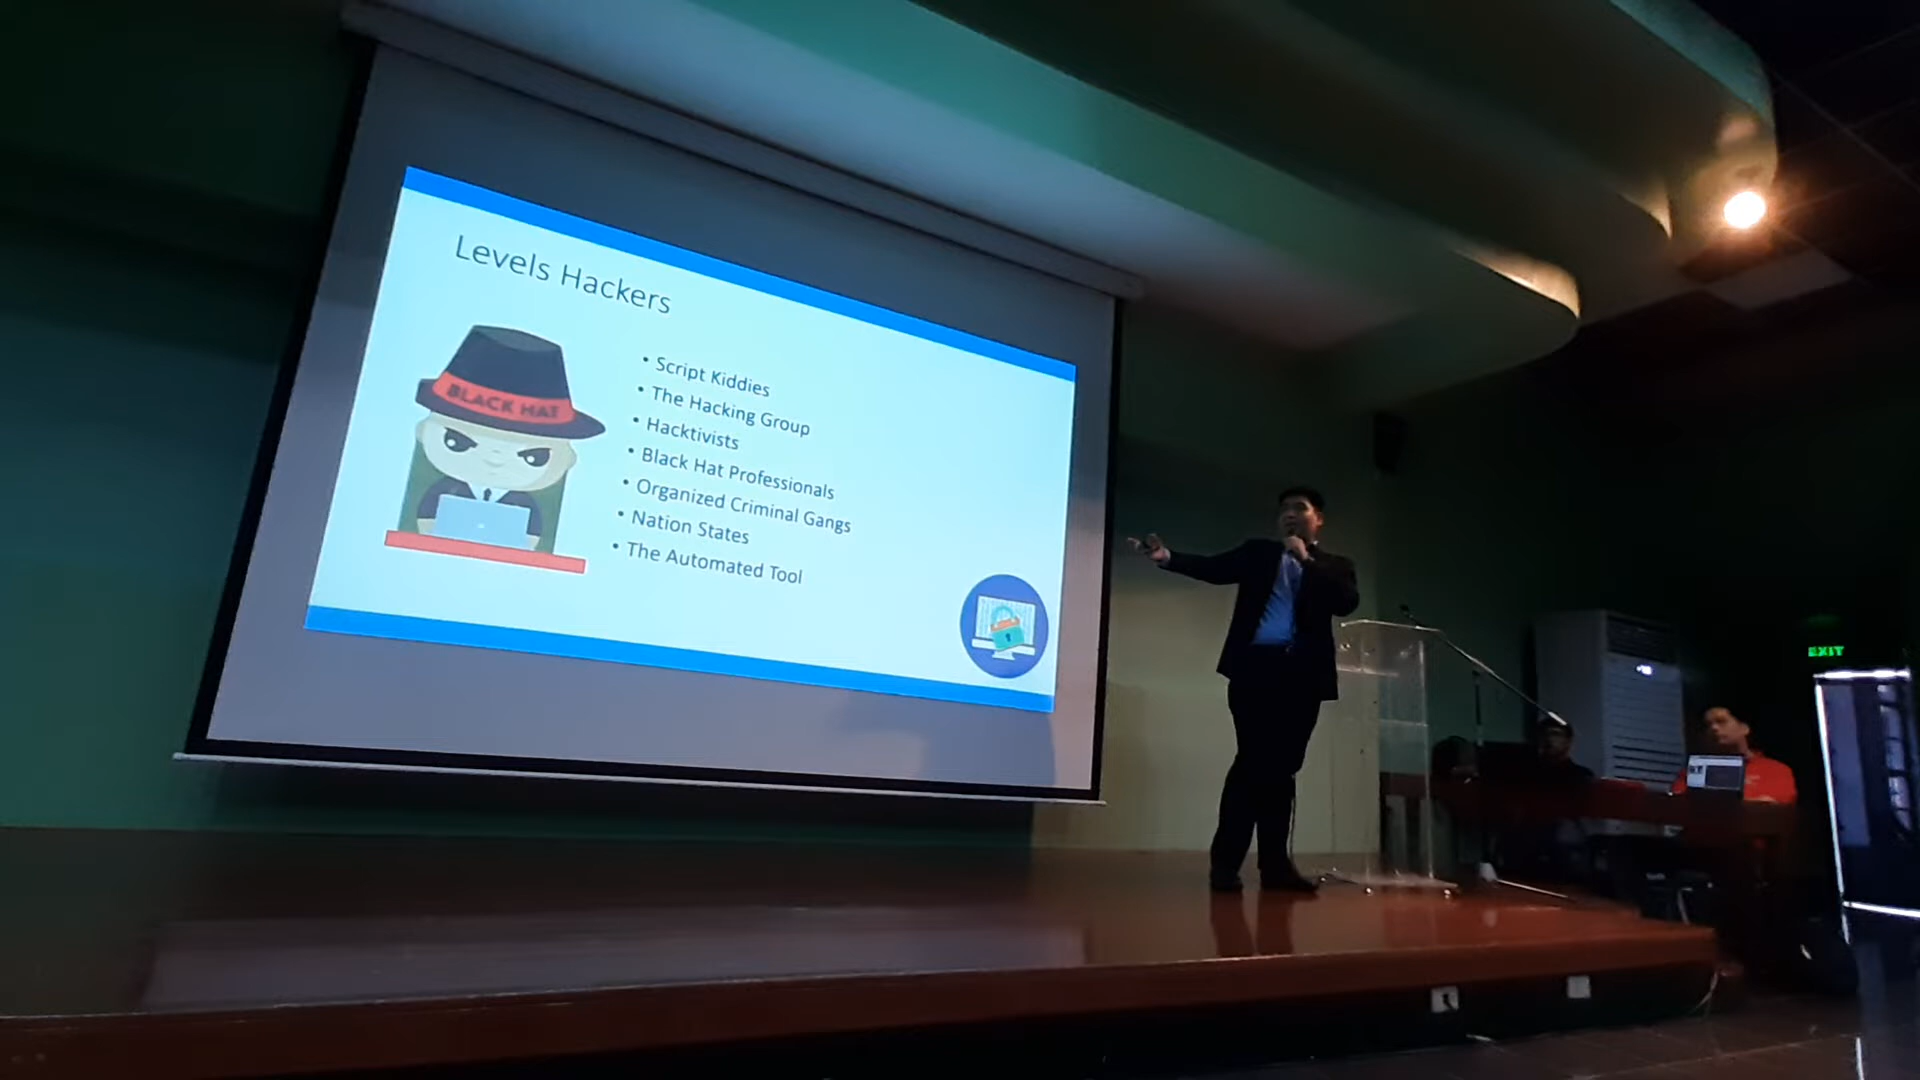 Levels Hackers
BLACK HAT
• Script Kiddies
• The Hacking Group
• Hacktivists
• Black Hat Professionals
• Organized Criminal Gangs
• Nation States
• The Automated Tool
EXIT